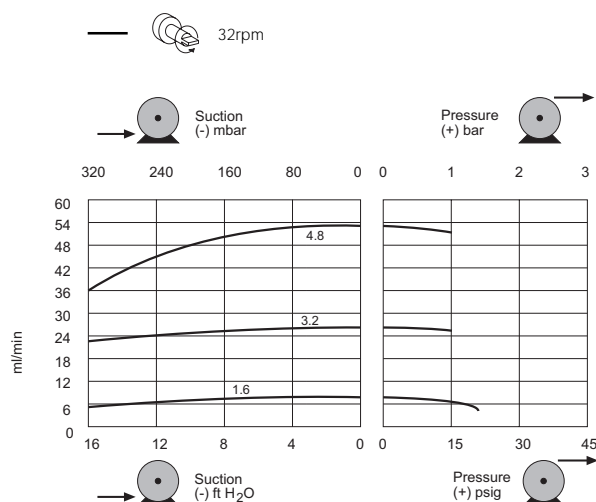 32rpm
Suction
(-) mbar
Pressure
(+) bar
320 240 160 80 0 0 1 2 3
60
54
4.8
48
42
36
30
3.2
24
18
12
1.6
6
0
ml/min
16 12 8 4 0 0 15 30 45
Suction
(-) ft H₂O
Pressure
(+) psig